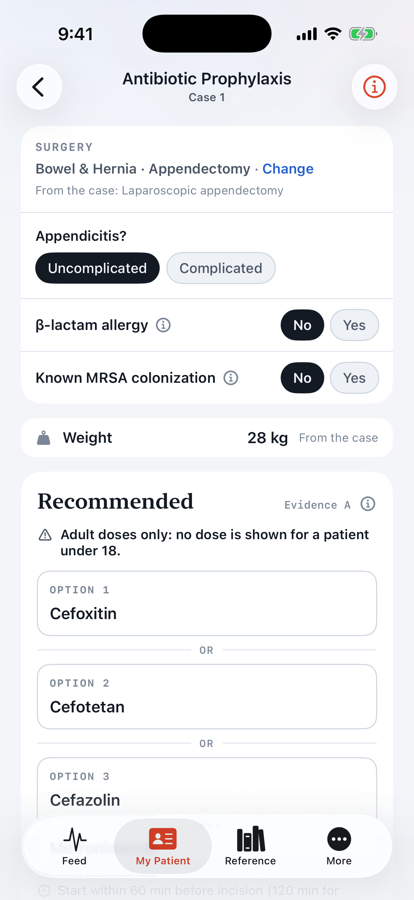 9:41
Antibiotic Prophylaxis
Case 1
SURGERY
Bowel & Hernia · Appendectomy · Change
From the case: Laparoscopic appendectomy
Appendicitis?
Uncomplicated Complicated
β-lactam allergy No Yes
Known MRSA colonization No Yes
Weight 28 kg From the case
Recommended Evidence A
Adult doses only: no dose is shown for a patient
under 18.
OPTION 1
Cefoxitin
OR
OPTION 2
Cefotetan
OR
OPTION 3
Cefazolin
Feed My Patient Reference More
Start within 60 min before incision (120 min for